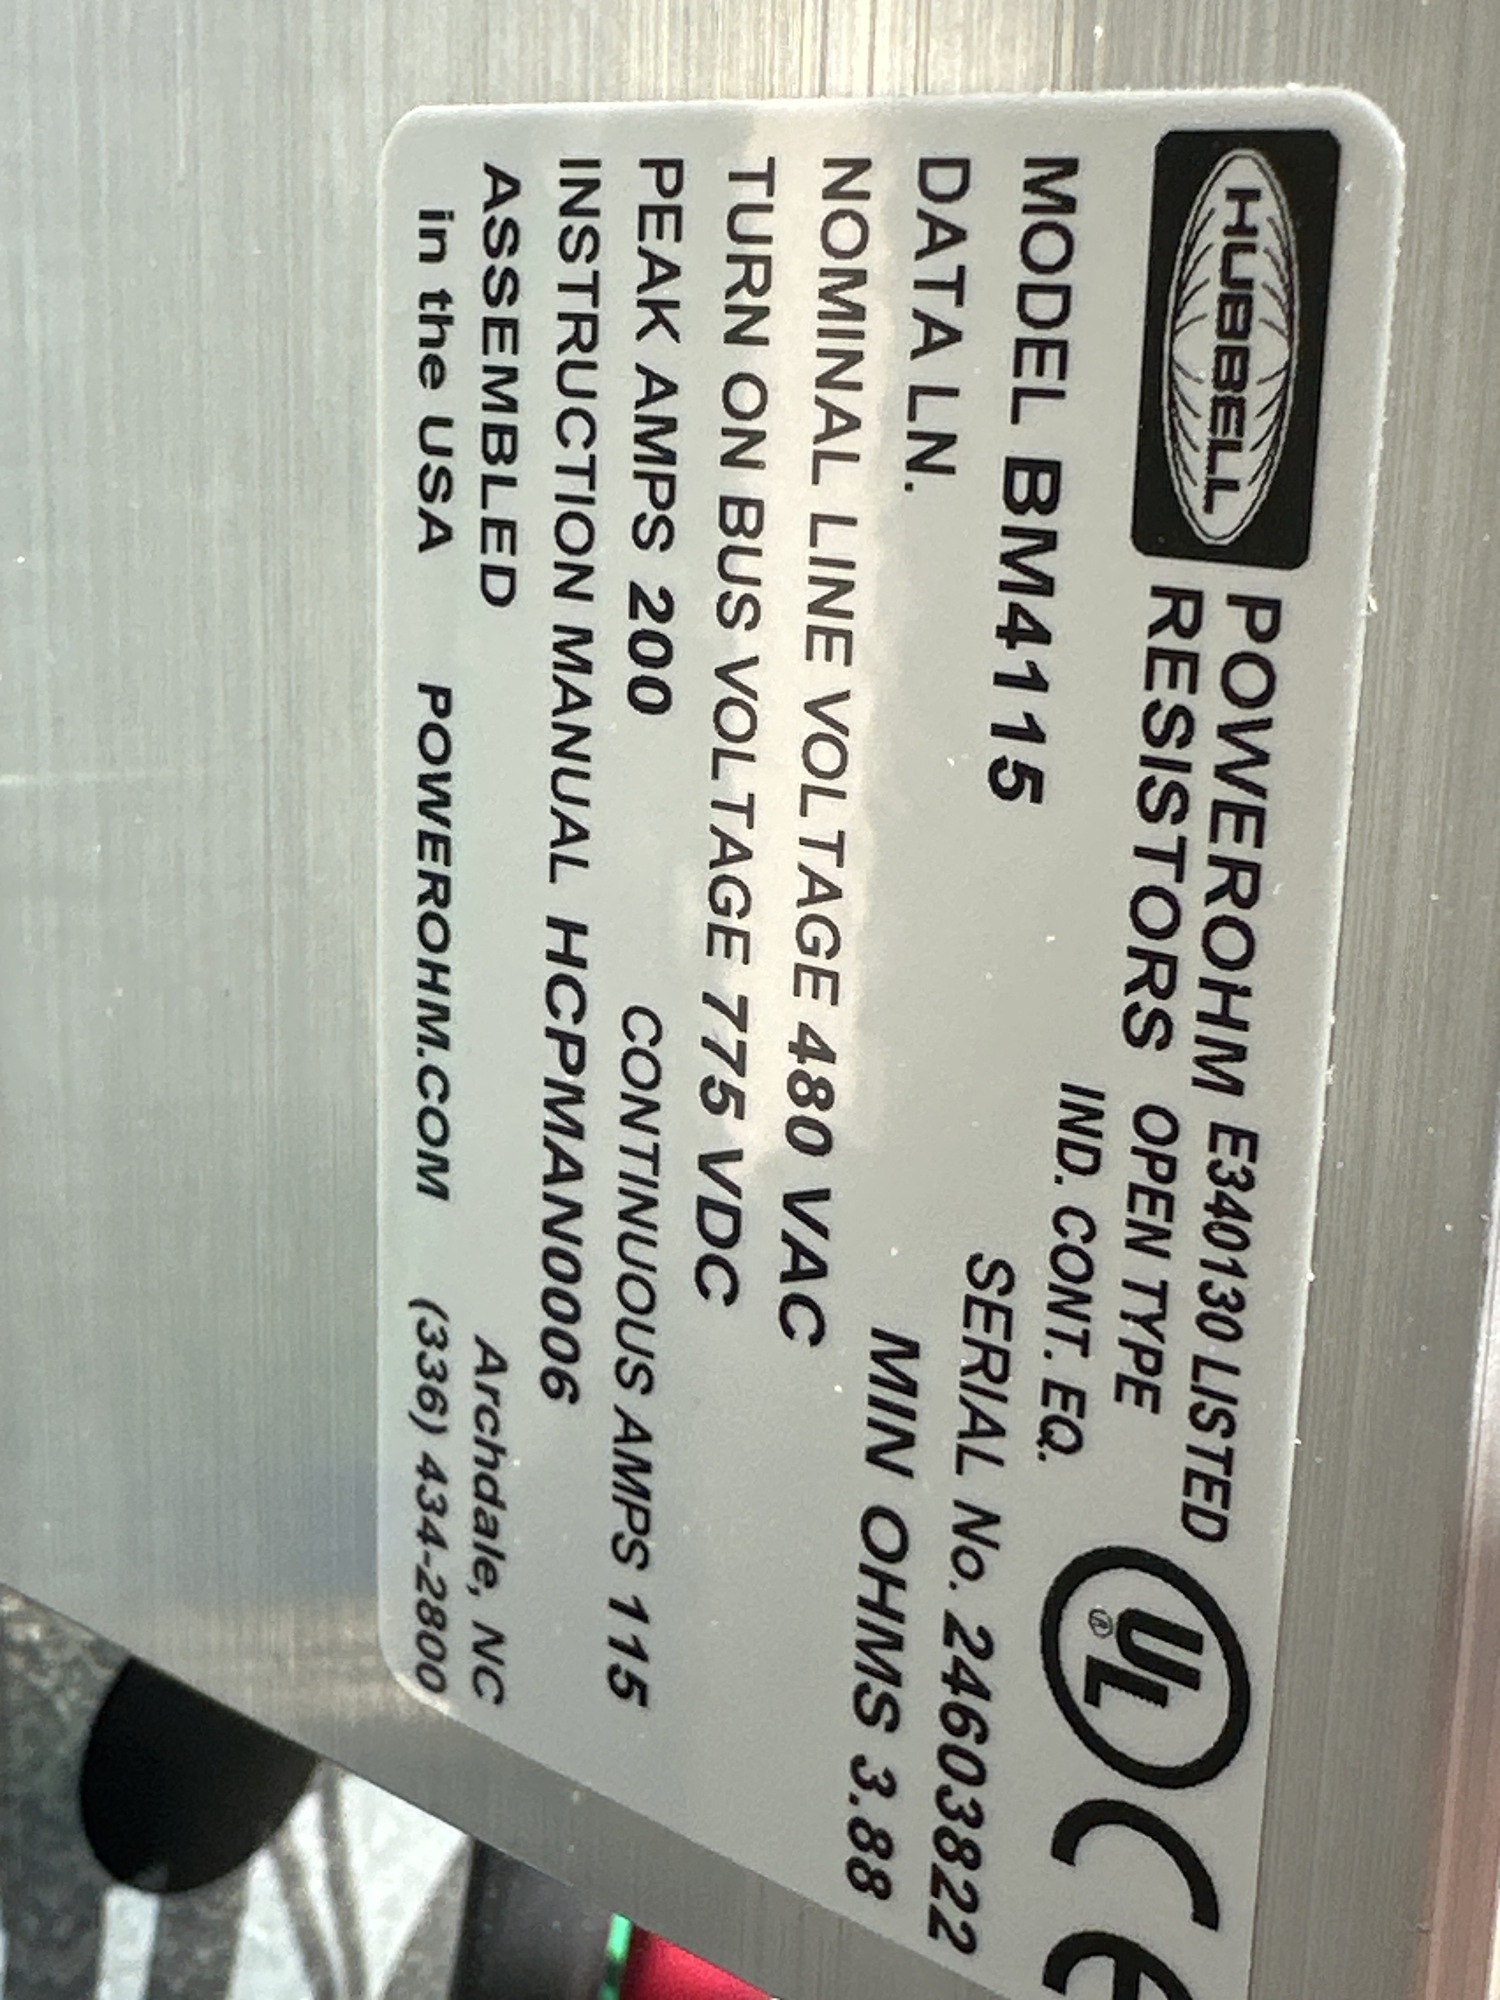 HUBBELL
POWEROHM E340130 LISTED
RESISTORS OPEN TYPE
IND. CONT. EQ.
UL ®
CE
MODEL BM4115
SERIAL No. 24603822
DATA LN.
MIN OHMS 3.88
NOMINAL LINE VOLTAGE 480 VAC
TURN ON BUS VOLTAGE 775 VDC
PEAK AMPS 200 CONTINUOUS AMPS 115
INSTRUCTION MANUAL HCPMAN0006
ASSEMBLED Archdale, NC
in the USA POWEROHM.COM (336) 434-2800